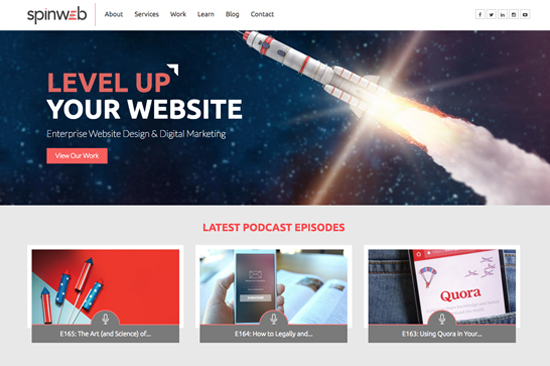 spinweb
About Services Work Learn Blog Contact
LEVEL UP
YOUR WEBSITE
Enterprise Website Design & Digital Marketing
View Our Work
LATEST PODCAST EPISODES
SUBSCRIBE
Quora
E165: The Art (and Science) of...
E164: How to Legally and...
E163: Using Quora in Your...